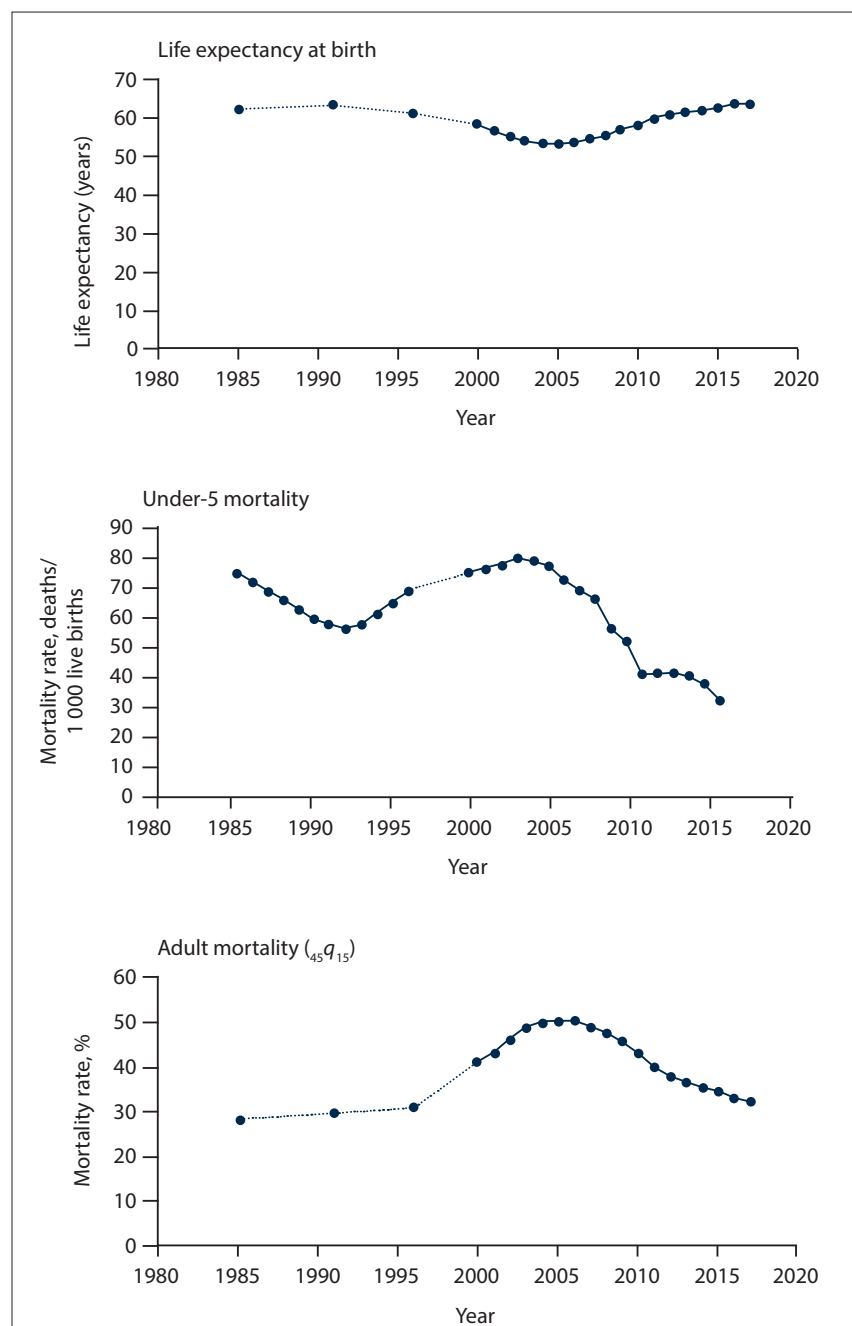 Life expectancy at birth
Life expectancy (years)
70
60
50
40
30
20
10
0
1980 1985 1990 1995 2000 2005 2010 2015 2020
Year
Under-5 mortality
Mortality rate, deaths/
1 000 live births
90
80
70
60
50
40
30
20
10
0
1980 1985 1990 1995 2000 2005 2010 2015 2020
Year
Adult mortality (₄₅q₁₅)
Mortality rate, %
60
50
40
30
20
10
0
1980 1985 1990 1995 2000 2005 2010 2015 2020
Year